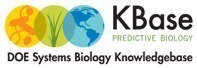 KBase
PREDICTIVE BIOLOGY
DOE Systems Biology Knowledgebase